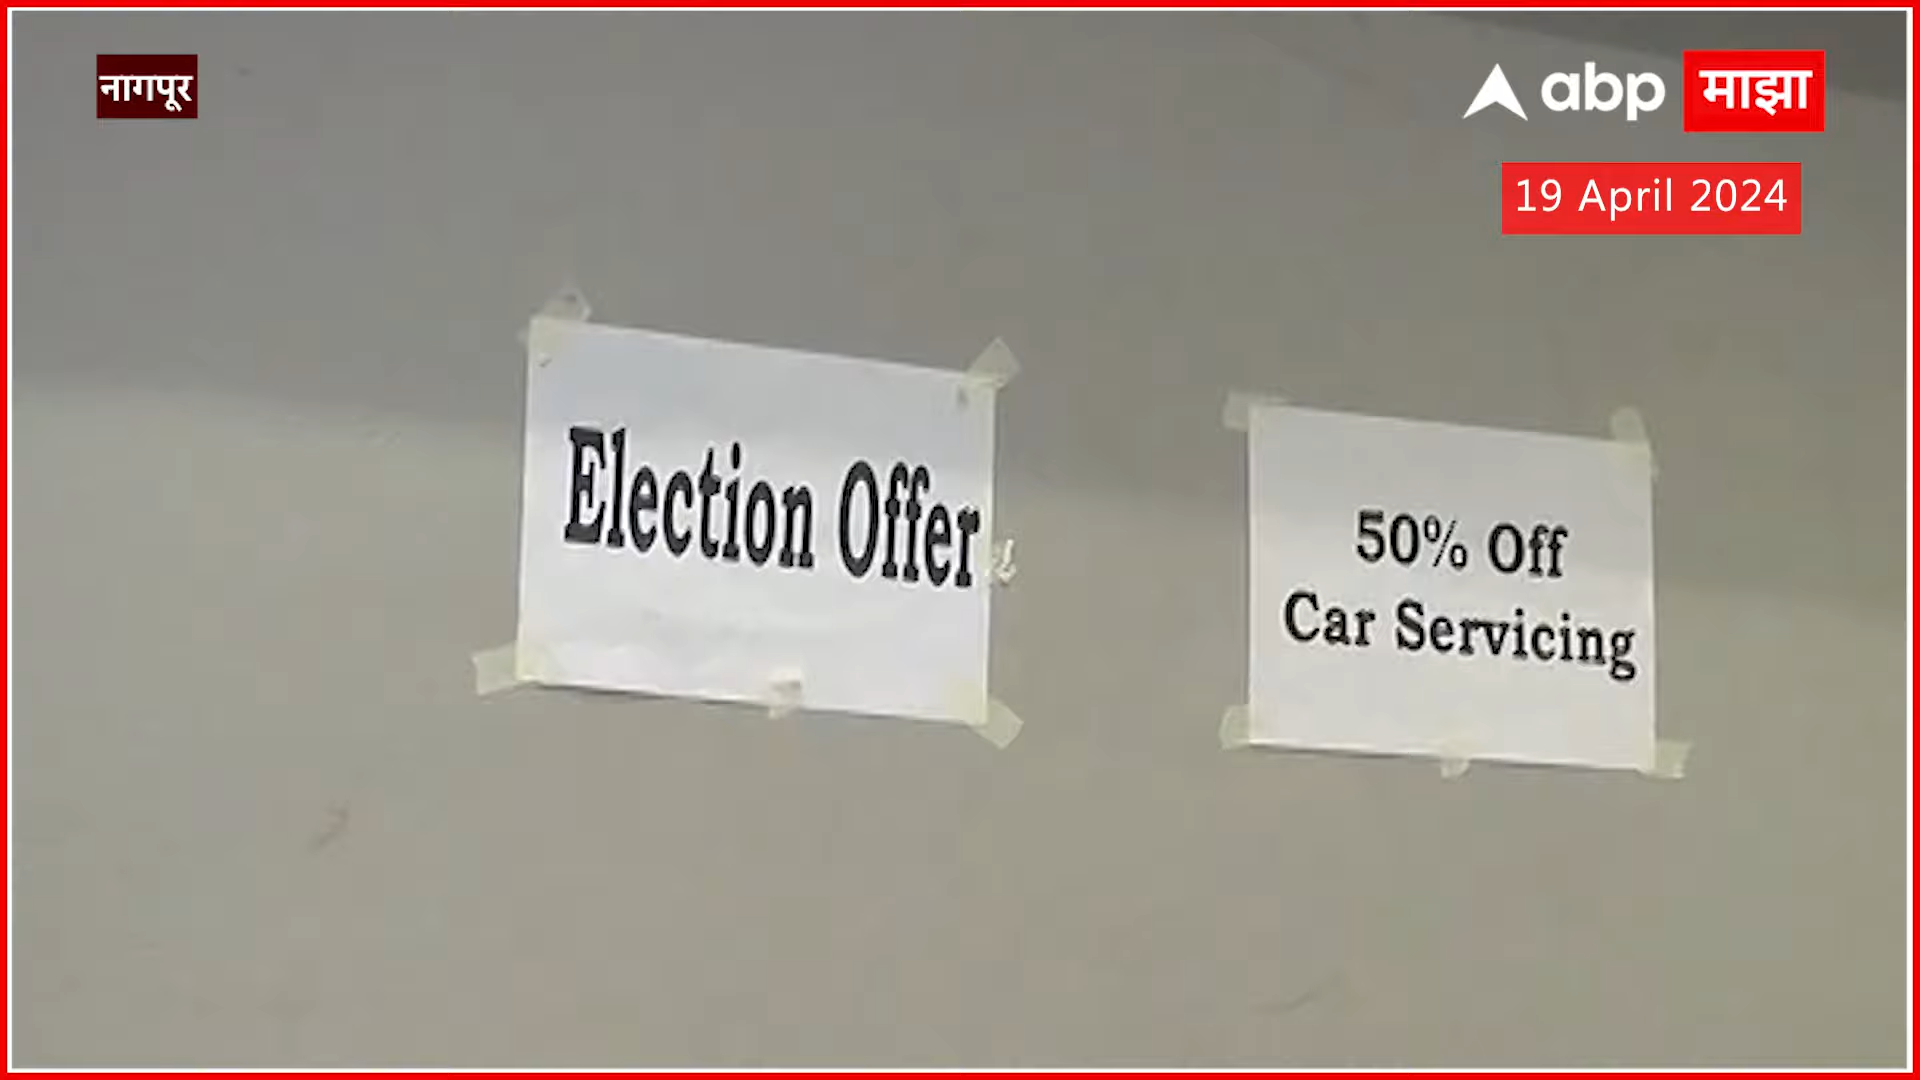 नागपूर
abp माझा
19 April 2024
Election Offer
50% Off
Car Servicing